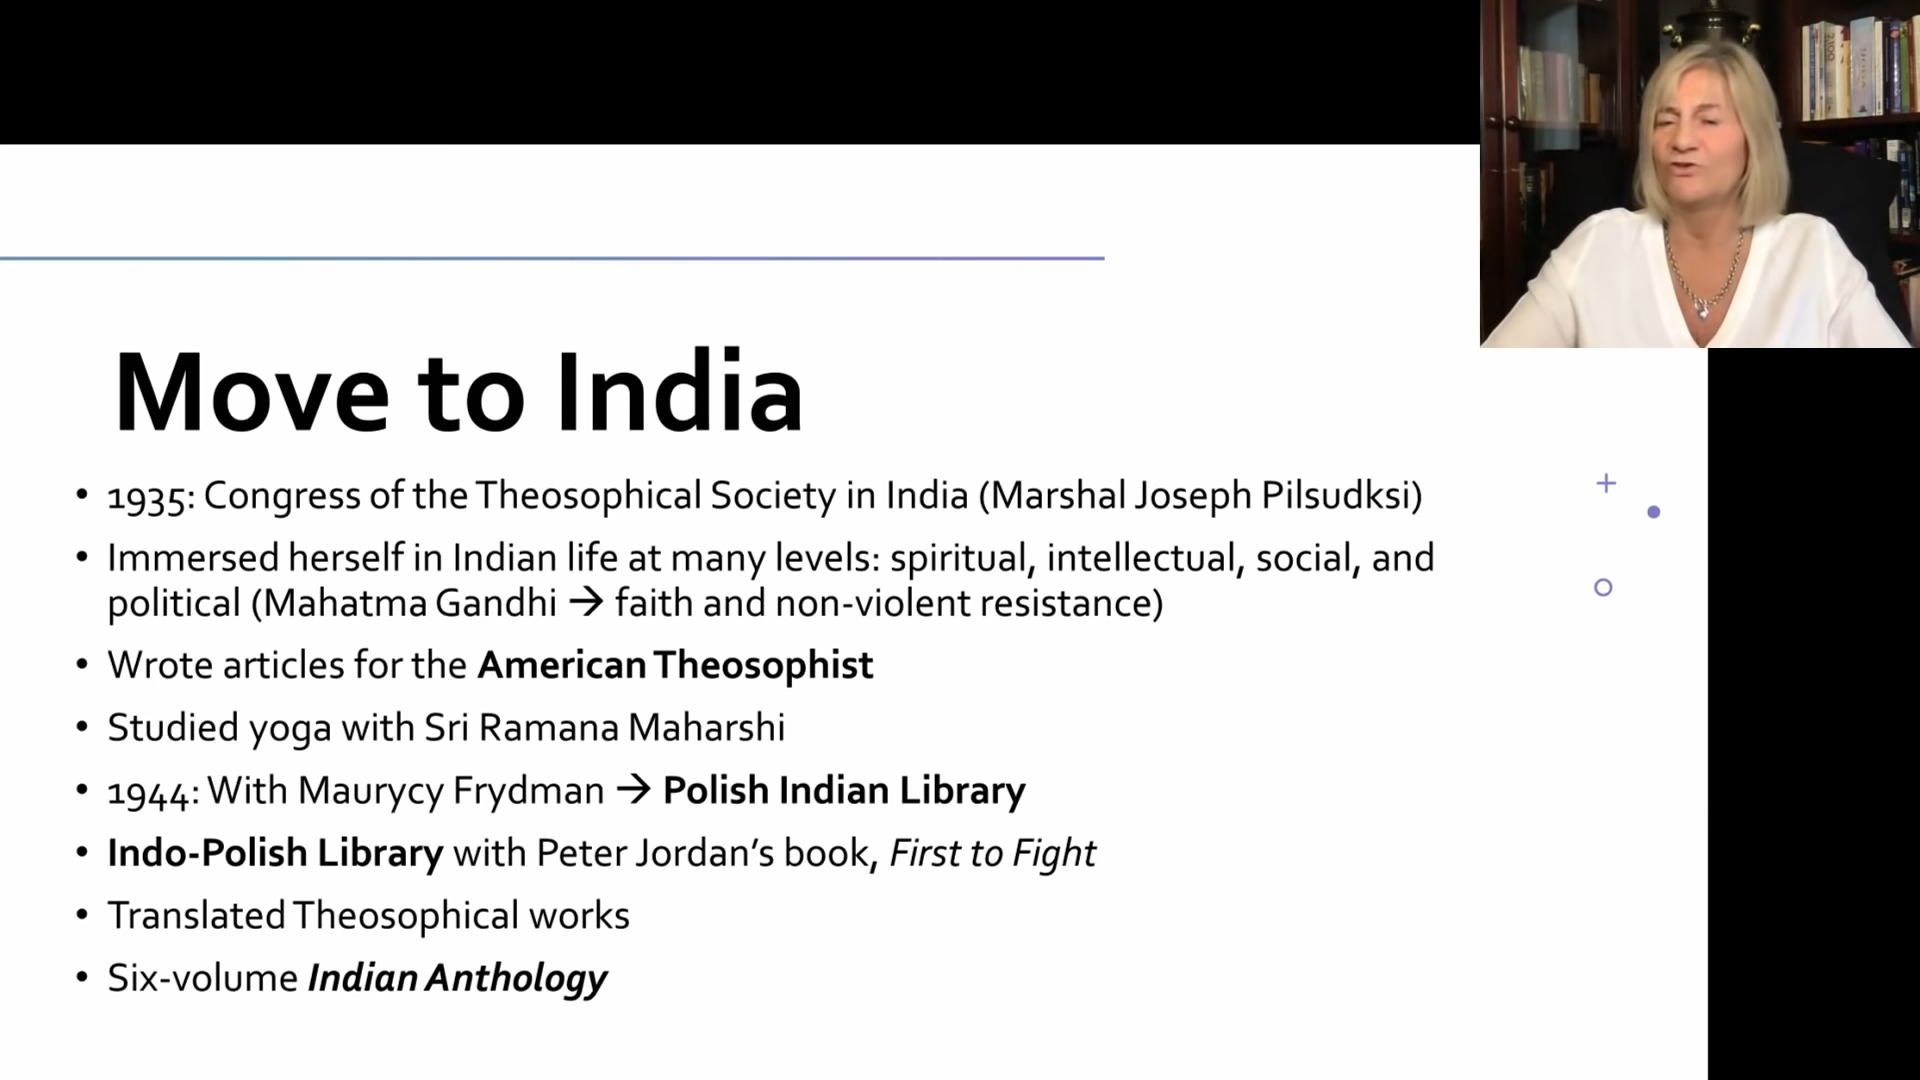 Move to India
• 1935: Congress of the Theosophical Society in India (Marshal Joseph Pilsudksi)
• Immersed herself in Indian life at many levels: spiritual, intellectual, social, and
political (Mahatma Gandhi → faith and non-violent resistance)
• Wrote articles for the American Theosophist
• Studied yoga with Sri Ramana Maharshi
• 1944: With Maurycy Frydman → Polish Indian Library
• Indo-Polish Library with Peter Jordan’s book, First to Fight
• Translated Theosophical works
• Six-volume Indian Anthology